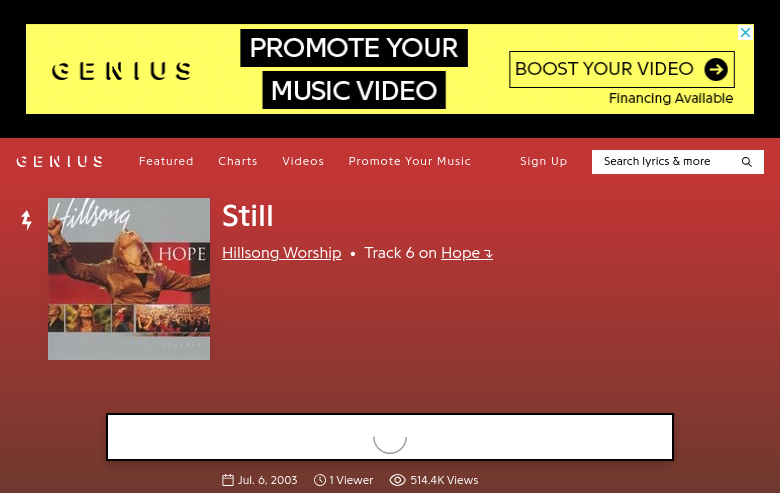 GENIUS
PROMOTE YOUR
MUSIC VIDEO
BOOST YOUR VIDEO
Financing Available
GENIUS
Featured
Charts
Videos
Promote Your Music
Sign Up
Search lyrics & more
Hillsong
HOPE
Still
Hillsong Worship • Track 6 on Hope
Jul. 6, 2003
1 Viewer
514.4K Views